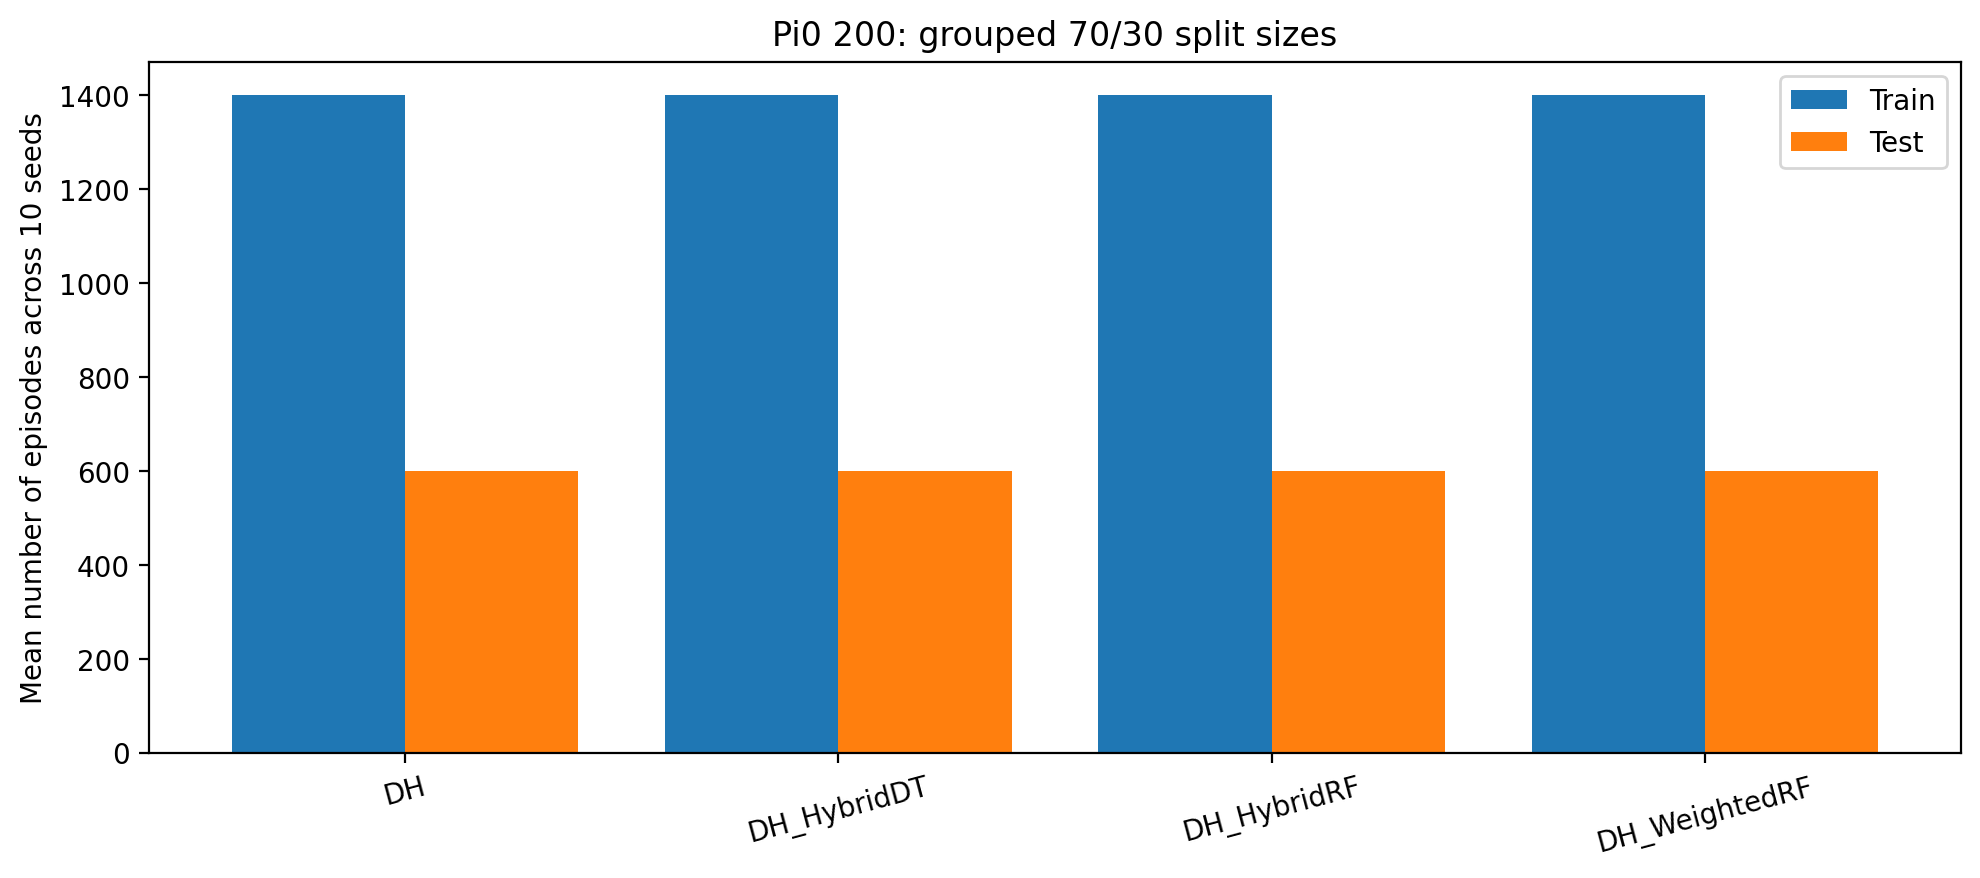 Pi0 200: grouped 70/30 split sizes
Mean number of episodes across 10 seeds
1400
1200
1000
800
600
400
200
0
Train
Test
DH
DH_HybridDT
DH_HybridRF
DH_WeightedRF